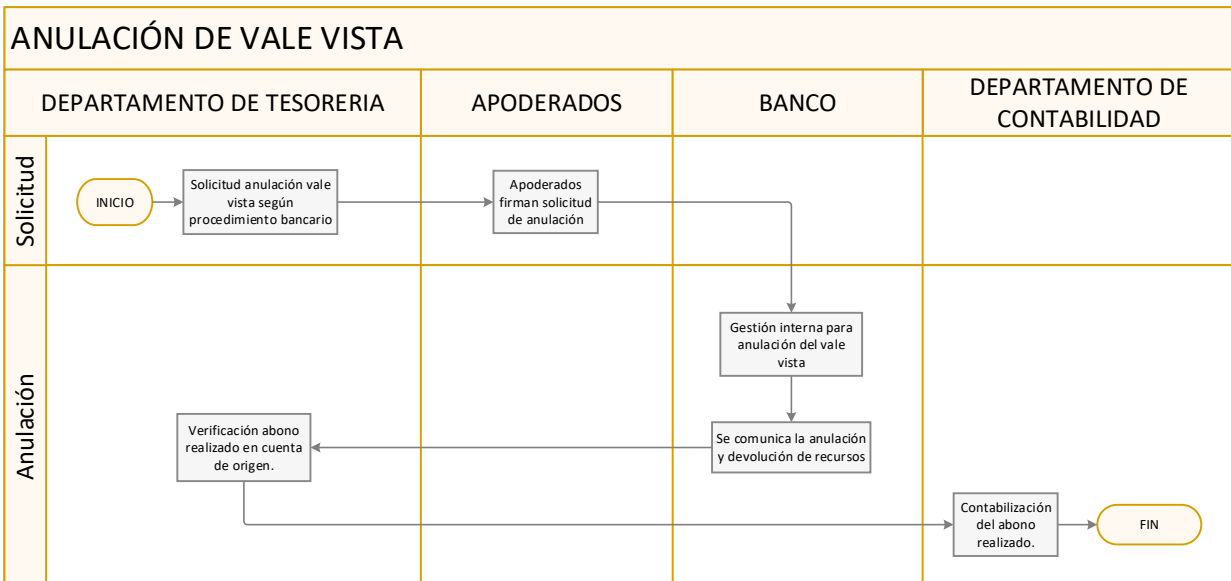 ANULACIÓN DE VALE VISTA
DEPARTAMENTO DE TESORERIA
APODERADOS
BANCO
DEPARTAMENTO DE
CONTABILIDAD
Solicitud
INICIO
Solicitud anulación vale
vista según
procedimiento bancario
Apoderados
firman solicitud
de anulación
Anulación
Gestión interna para
anulación del vale
vista
Se comunica la anulación
y devolución de recursos
Verificación abono
realizado en cuenta
de origen.
Contabilización
del abono
realizado.
FIN